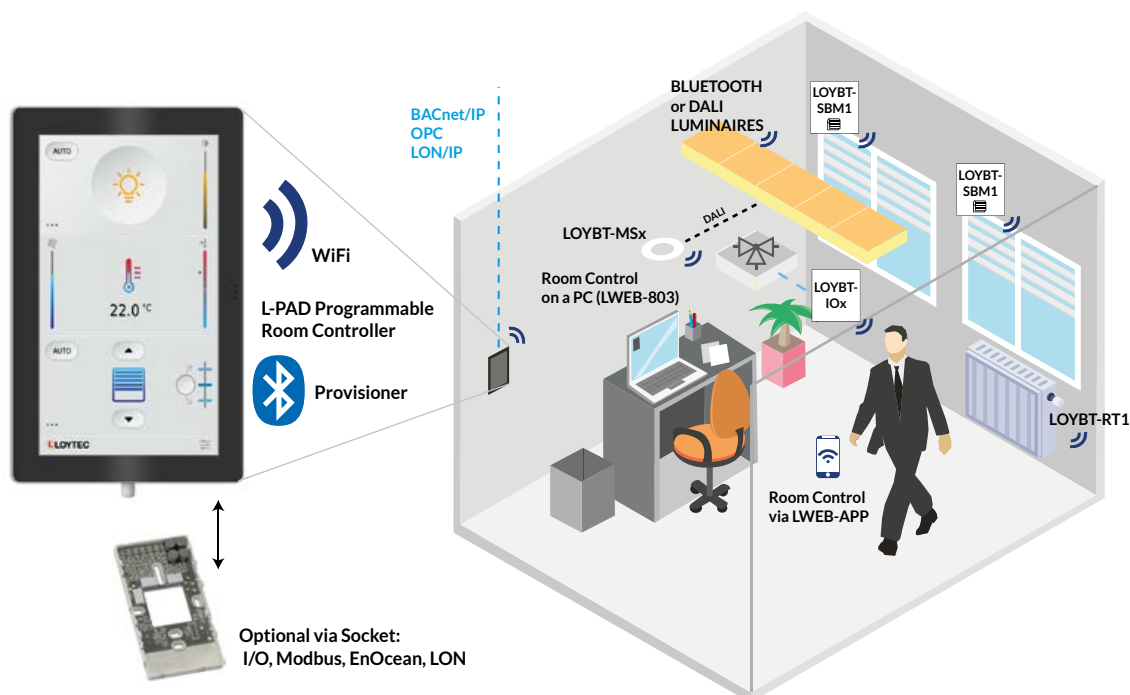 AUTO
22.0 °C
AUTO
LOYTEC
WiFi
L-PAD Programmable
Room Controller
Provisioner
Optional via Socket:
I/O, Modbus, EnOcean, LON
BACnet/IP
OPC
LON/IP
BLUETOOTH
or DALI
LUMINAIRES
LOYBT-
SBM1
LOYBT-
SBM1
DALI
LOYBT-MSx
Room Control
on a PC (LWEB-803)
LOYBT-
IOx
LOYBT-RT1
Room Control
via LWEB-APP